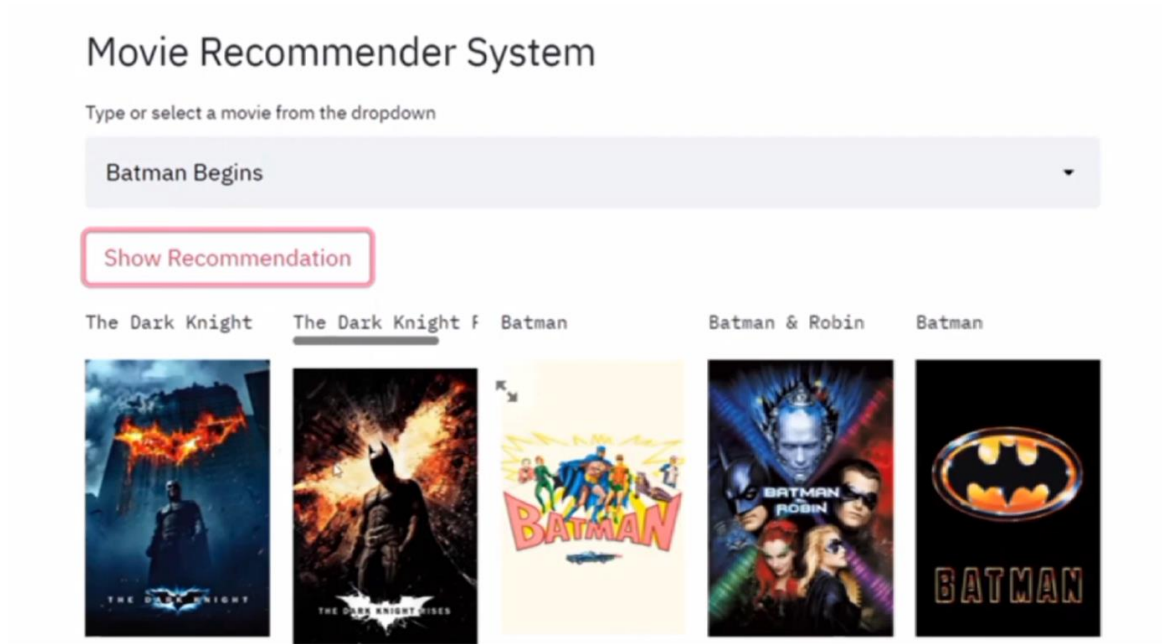 Movie Recommender System
Type or select a movie from the dropdown
Batman Begins
Show Recommendation
The Dark Knight
The Dark Knight R
Batman
Batman & Robin
Batman
THE DARK KNIGHT
THE DARK KNIGHT RISES
BATMAN
BATMAN
ROBIN
BATMAN